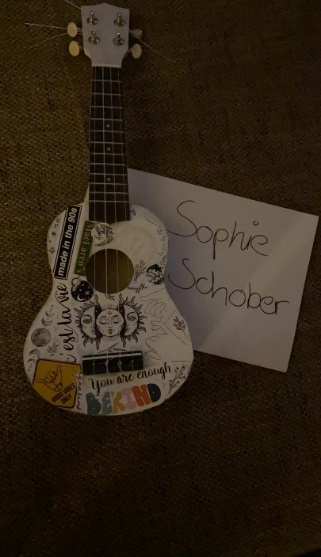 Sophie
Schober
made in the 90s
c'est la vie
You are enough
BE KIND